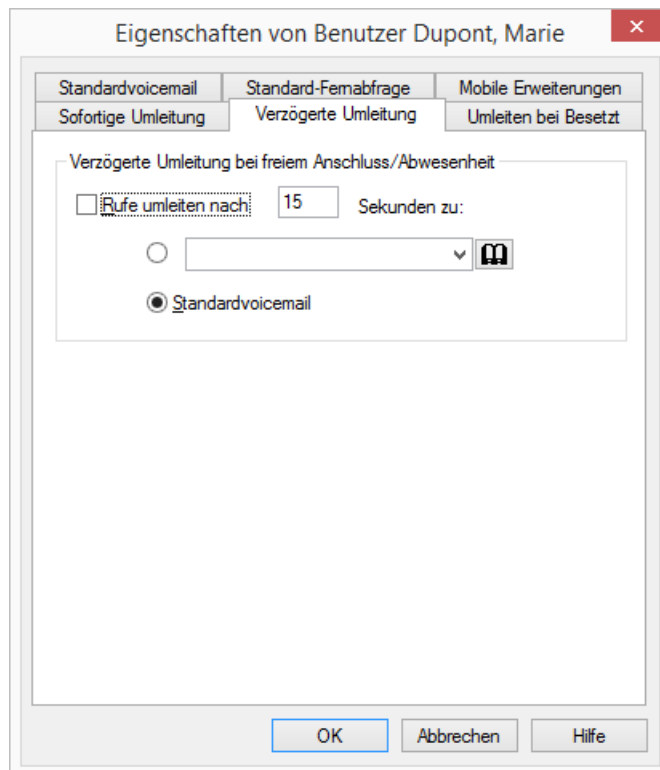 Eigenschaften von Benutzer Dupont, Marie
Standardvoicemail Standard-Fernabfrage Mobile Erweiterungen
Sofortige Umleitung Verzögerte Umleitung Umleiten bei Besetzt
Verzögerte Umleitung bei freiem Anschluss/Abwesenheit
Rufe umleiten nach 15 Sekunden zu:
Standardvoicemail
OK Abbrechen Hilfe